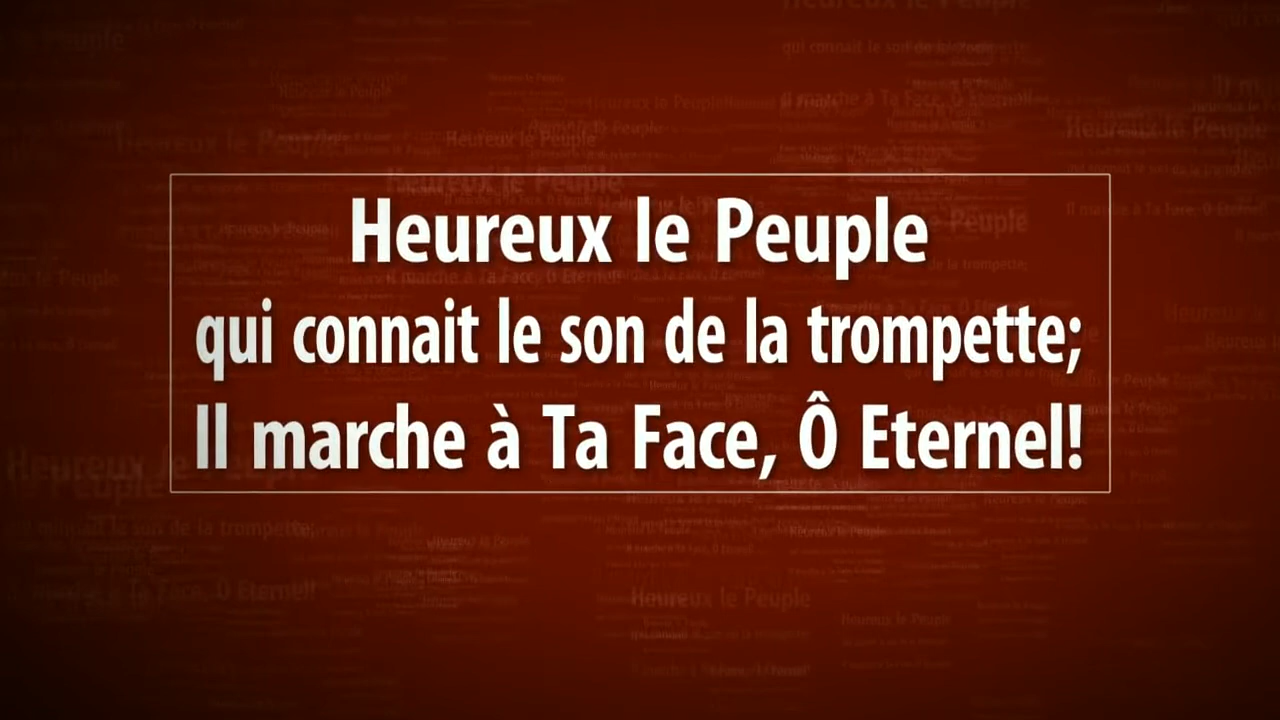 Heureux le Peuple
qui connait le son de la trompette;
Il marche à Ta Face, Ô Eternel!